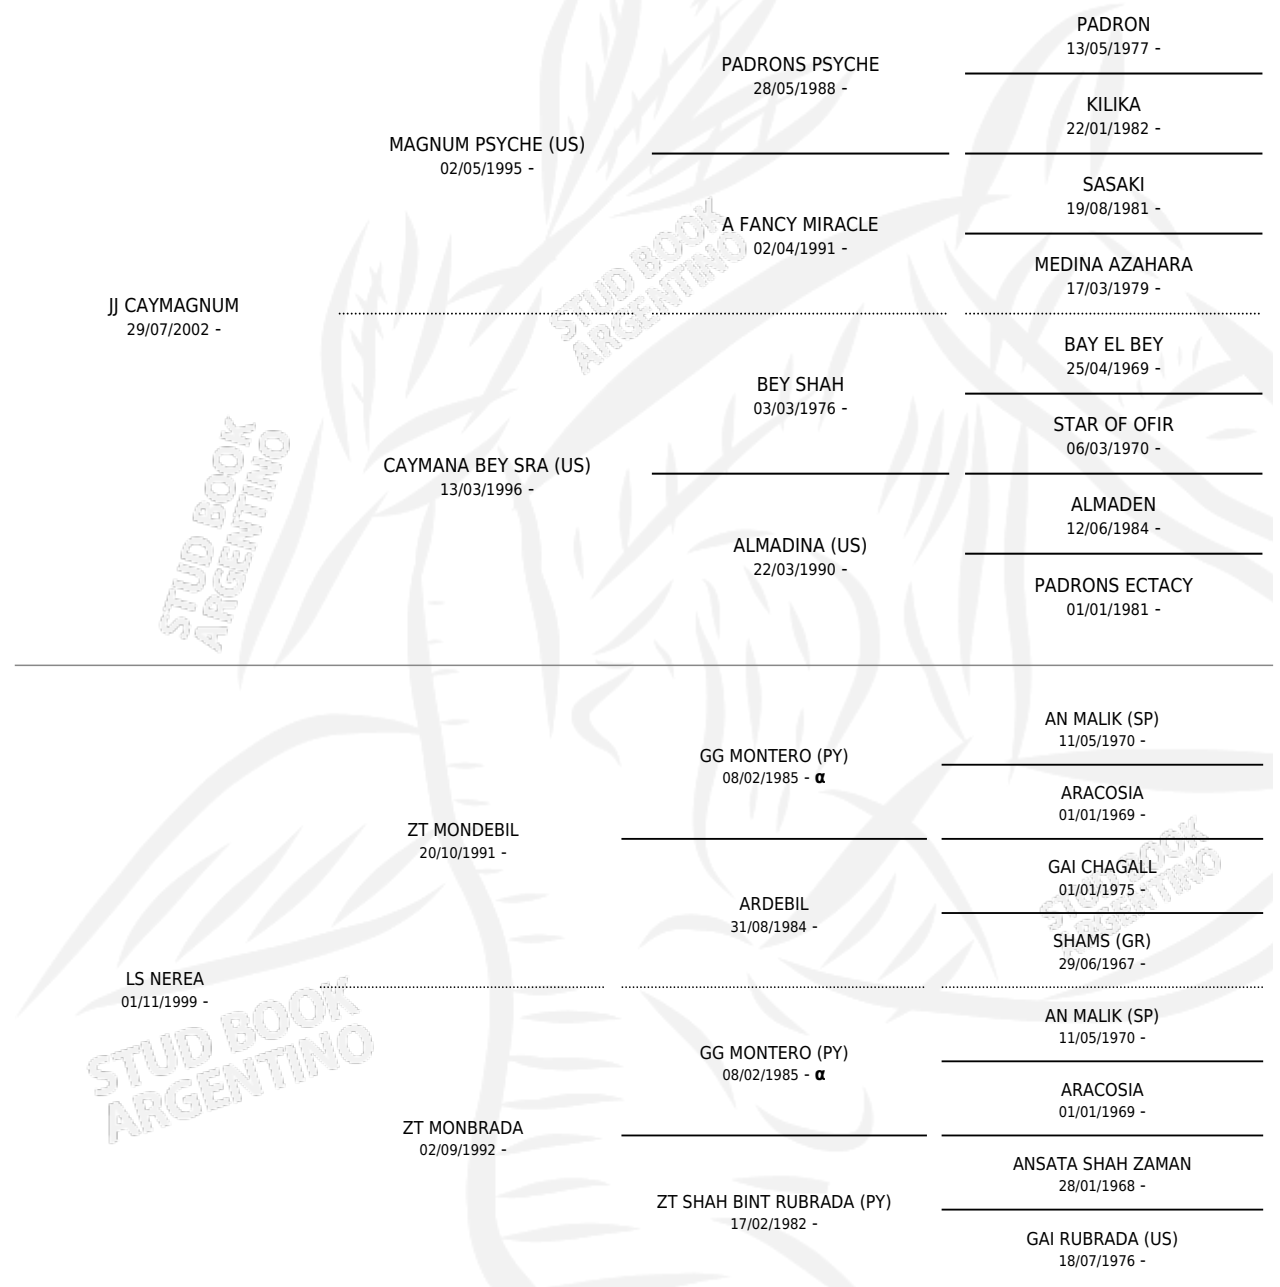 PADRON
13/05/1977 -
PADRONS PSYCHE
28/05/1988 -
KILIKA
22/01/1982 -
MAGNUM PSYCHE (US)
02/05/1995 -
SASAKI
19/08/1981 -
A FANCY MIRACLE
02/04/1991 -
MEDINA AZAHARA
17/03/1979 -
JJ CAYMAGNUM
29/07/2002 -
BAY EL BEY
25/04/1969 -
BEY SHAH
03/03/1976 -
STAR OF OFIR
06/03/1970 -
CAYMANA BEY SRA (US)
13/03/1996 -
ALMADEN
12/06/1984 -
ALMADINA (US)
22/03/1990 -
PADRONS ECTACY
01/01/1981 -
STUD BOOK
ARGENTINO
STUD BOOK
ARGENTINO
AN MALIK (SP)
11/05/1970 -
GG MONTERO (PY)
08/02/1985 - α
ARACOSIA
01/01/1969 -
ZT MONDEBIL
20/10/1991 -
GAI CHAGALL
01/01/1975 -
ARDEBIL
31/08/1984 -
SHAMS (GR)
29/06/1967 -
LS NEREA
01/11/1999 -
AN MALIK (SP)
11/05/1970 -
GG MONTERO (PY)
08/02/1985 - α
ARACOSIA
01/01/1969 -
ZT MONBRADA
02/09/1992 -
ANSATA SHAH ZAMAN
28/01/1968 -
ZT SHAH BINT RUBRADA (PY)
17/02/1982 -
GAI RUBRADA (US)
18/07/1976 -
STUD BOOK
ARGENTINO
STUD BOOK
ARGENTINO